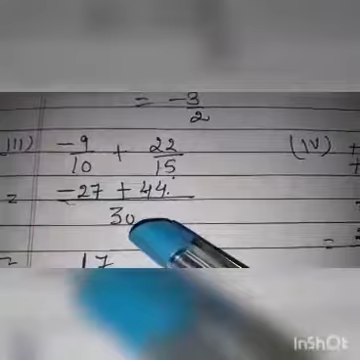 = -3/2
III) -9/10 + 22/15 (IV) +
= -27 + 44/30
= 17
InShOt